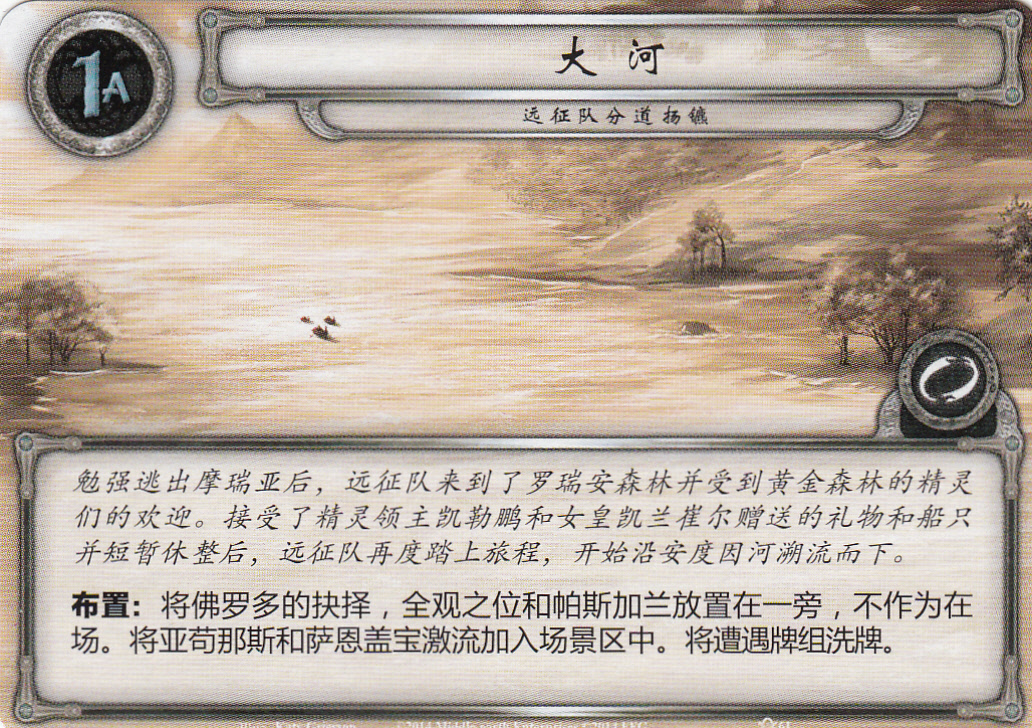 1A
大河
远征队分道扬镳
勉强逃出摩瑞亚后，远征队来到了罗瑞安森林并受到黄金森林的精灵
们的欢迎。接受了精灵领主凯勒鹏和女皇凯兰崔尔赠送的礼物和船只
并短暂休整后，远征队再度踏上旅程，开始沿安度因河溯流而下。
布置：将佛罗多的抉择，全观之位和帕斯加兰放置在一旁，不作为在
场。将亚苟那斯和萨恩盖宝激流加入场景区中。将遭遇牌组洗牌。